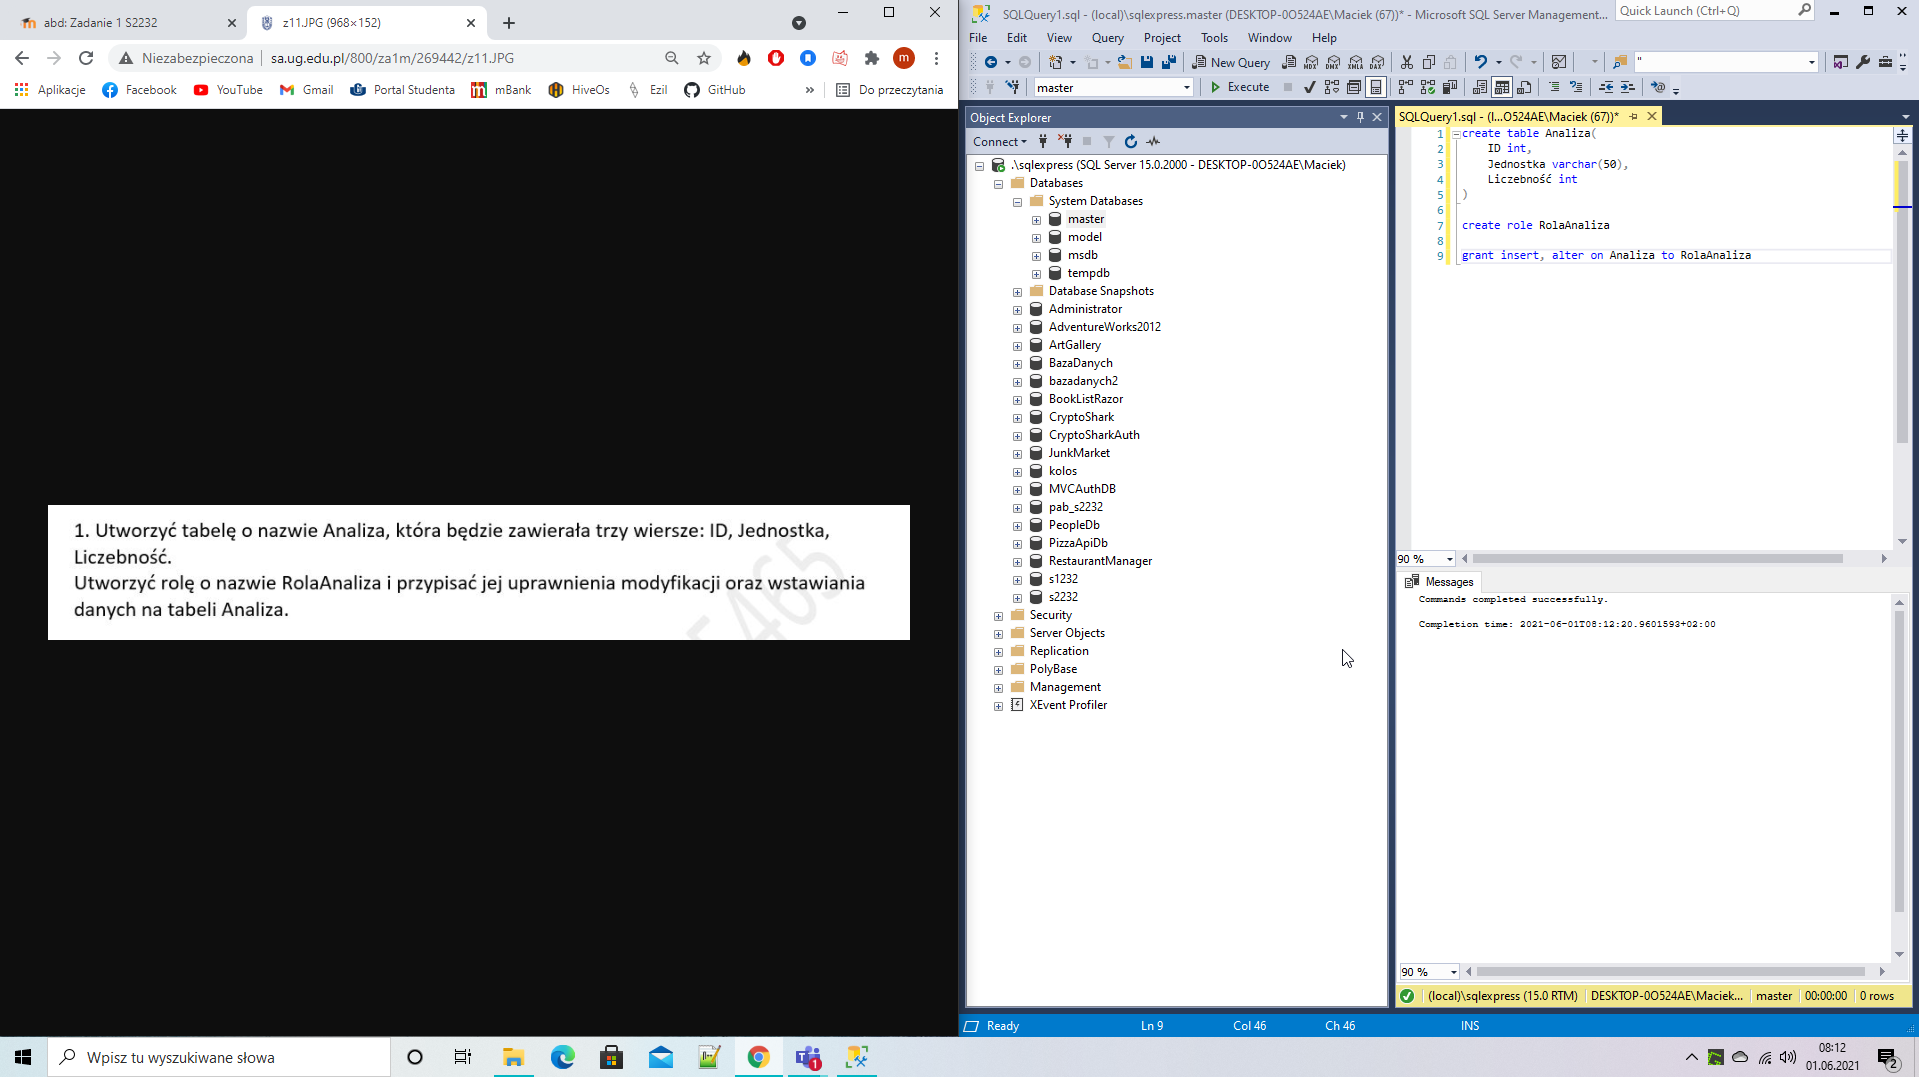 abd: Zadanie 1 S2232
z11.JPG (968×152)
Niezabezpieczona
sa.ug.edu.pl/800/za1m/269442/z11.JPG
m
Aplikacje
Facebook
YouTube
Gmail
Portal Studenta
mBank
HiveOs
Ezil
GitHub
»
Do przeczytania
1. Utworzyć tabelę o nazwie Analiza, która będzie zawierała trzy wiersze: ID, Jednostka,
Liczebność.
Utworzyć rolę o nazwie RolaAnaliza i przypisać jej uprawnienia modyfikacji oraz wstawiania
danych na tabeli Analiza.
5465
SQLQuery1.sql - (local)\sqlexpress.master (DESKTOP-0O524AE\Maciek (67))* - Microsoft SQL Server Management...
Quick Launch (Ctrl+Q)
File Edit View Query Project Tools Window Help
New Query
MDX DMX XMLA DAX
"
master
Execute
Object Explorer
Connect
.\sqlexpress (SQL Server 15.0.2000 - DESKTOP-0O524AE\Maciek)
Databases
System Databases
master
model
msdb
tempdb
Database Snapshots
Administrator
AdventureWorks2012
ArtGallery
BazaDanych
bazadanych2
BookListRazor
CryptoShark
CryptoSharkAuth
JunkMarket
kolos
MVCAuthDB
pab_s2232
PeopleDb
PizzaApiDb
RestaurantManager
s1232
s2232
Security
Server Objects
Replication
PolyBase
Management
XEvent Profiler
SQLQuery1.sql - (l...O524AE\Maciek (67))*
1 create table Analiza(
2 ID int,
3 Jednostka varchar(50),
4 Liczebność int
5 )
6
7 create role RolaAnaliza
8
9 grant insert, alter on Analiza to RolaAnaliza
90 %
Messages
Commands completed successfully.
Completion time: 2021-06-01T08:12:20.9601593+02:00
90 %
(local)\sqlexpress (15.0 RTM) DESKTOP-0O524AE\Maciek... master 00:00:00 0 rows
Ready Ln 9 Col 46 Ch 46 INS
Wpisz tu wyszukiwane słowa
1
08:12
01.06.2021
2